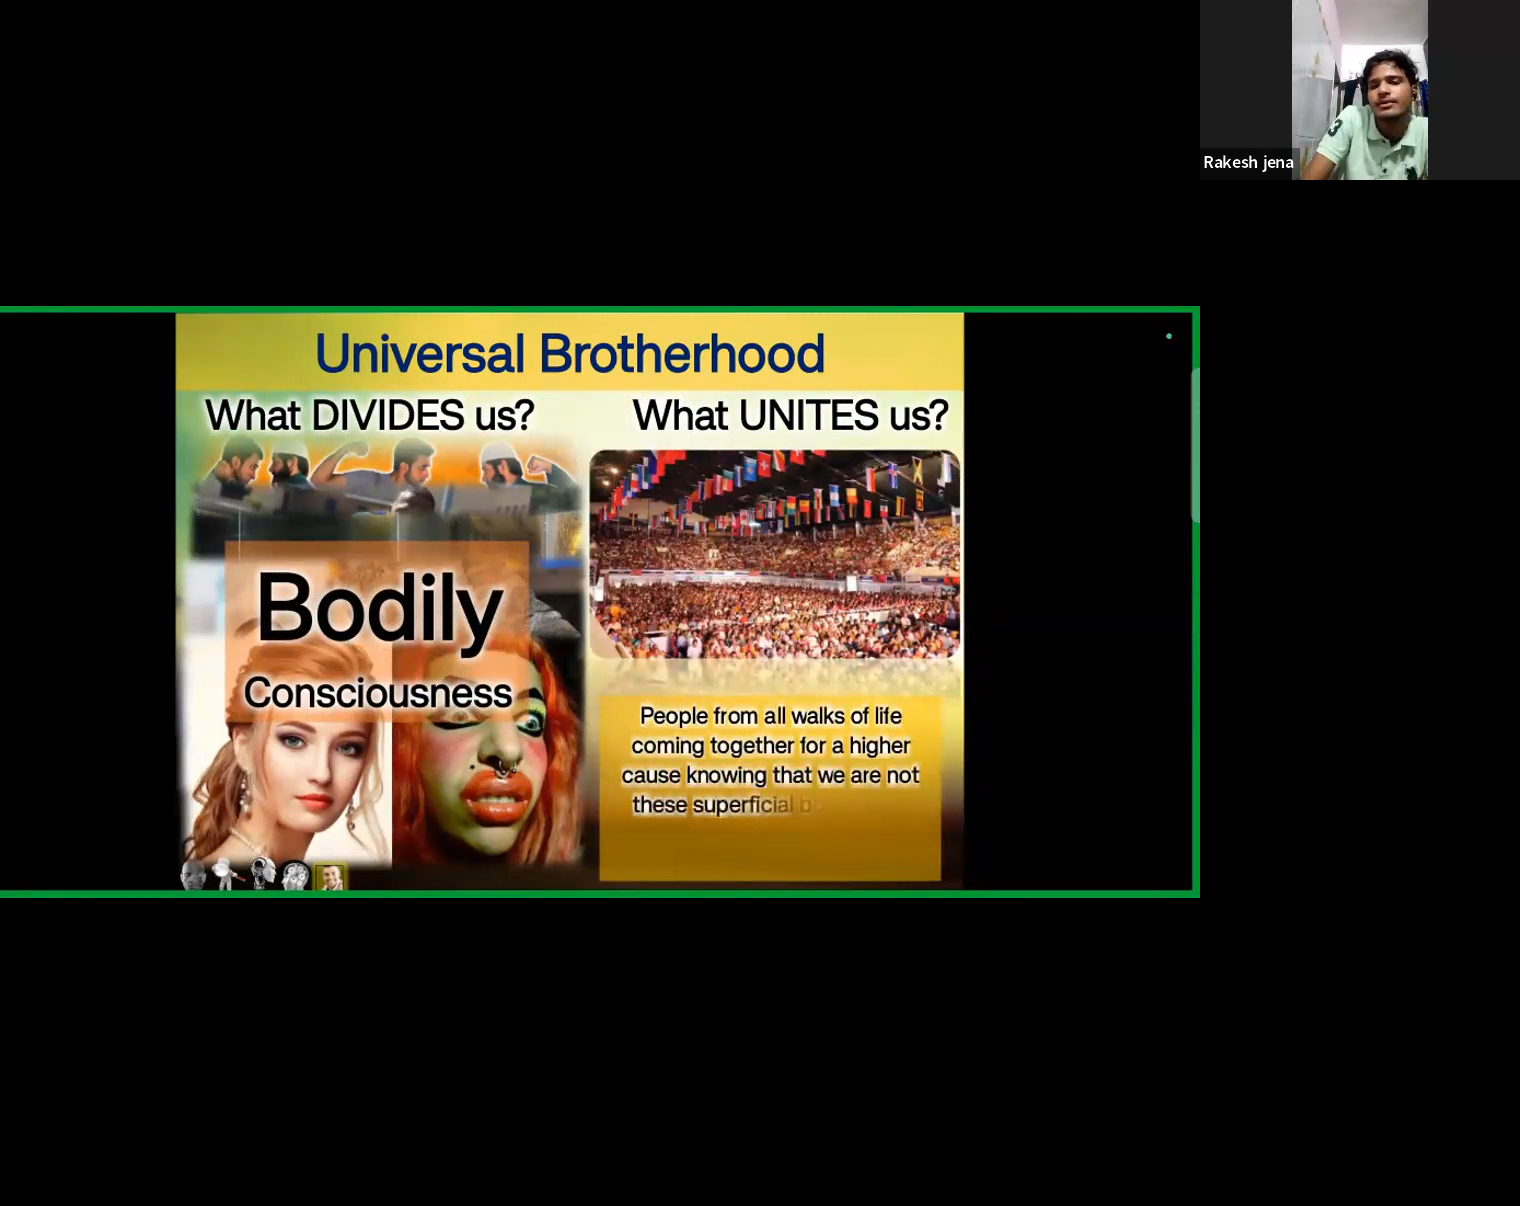 Rakesh jena
Universal Brotherhood
What DIVIDES us?
What UNITES us?
Bodily
Consciousness
People from all walks of life
coming together for a higher
cause knowing that we are not
these superficial